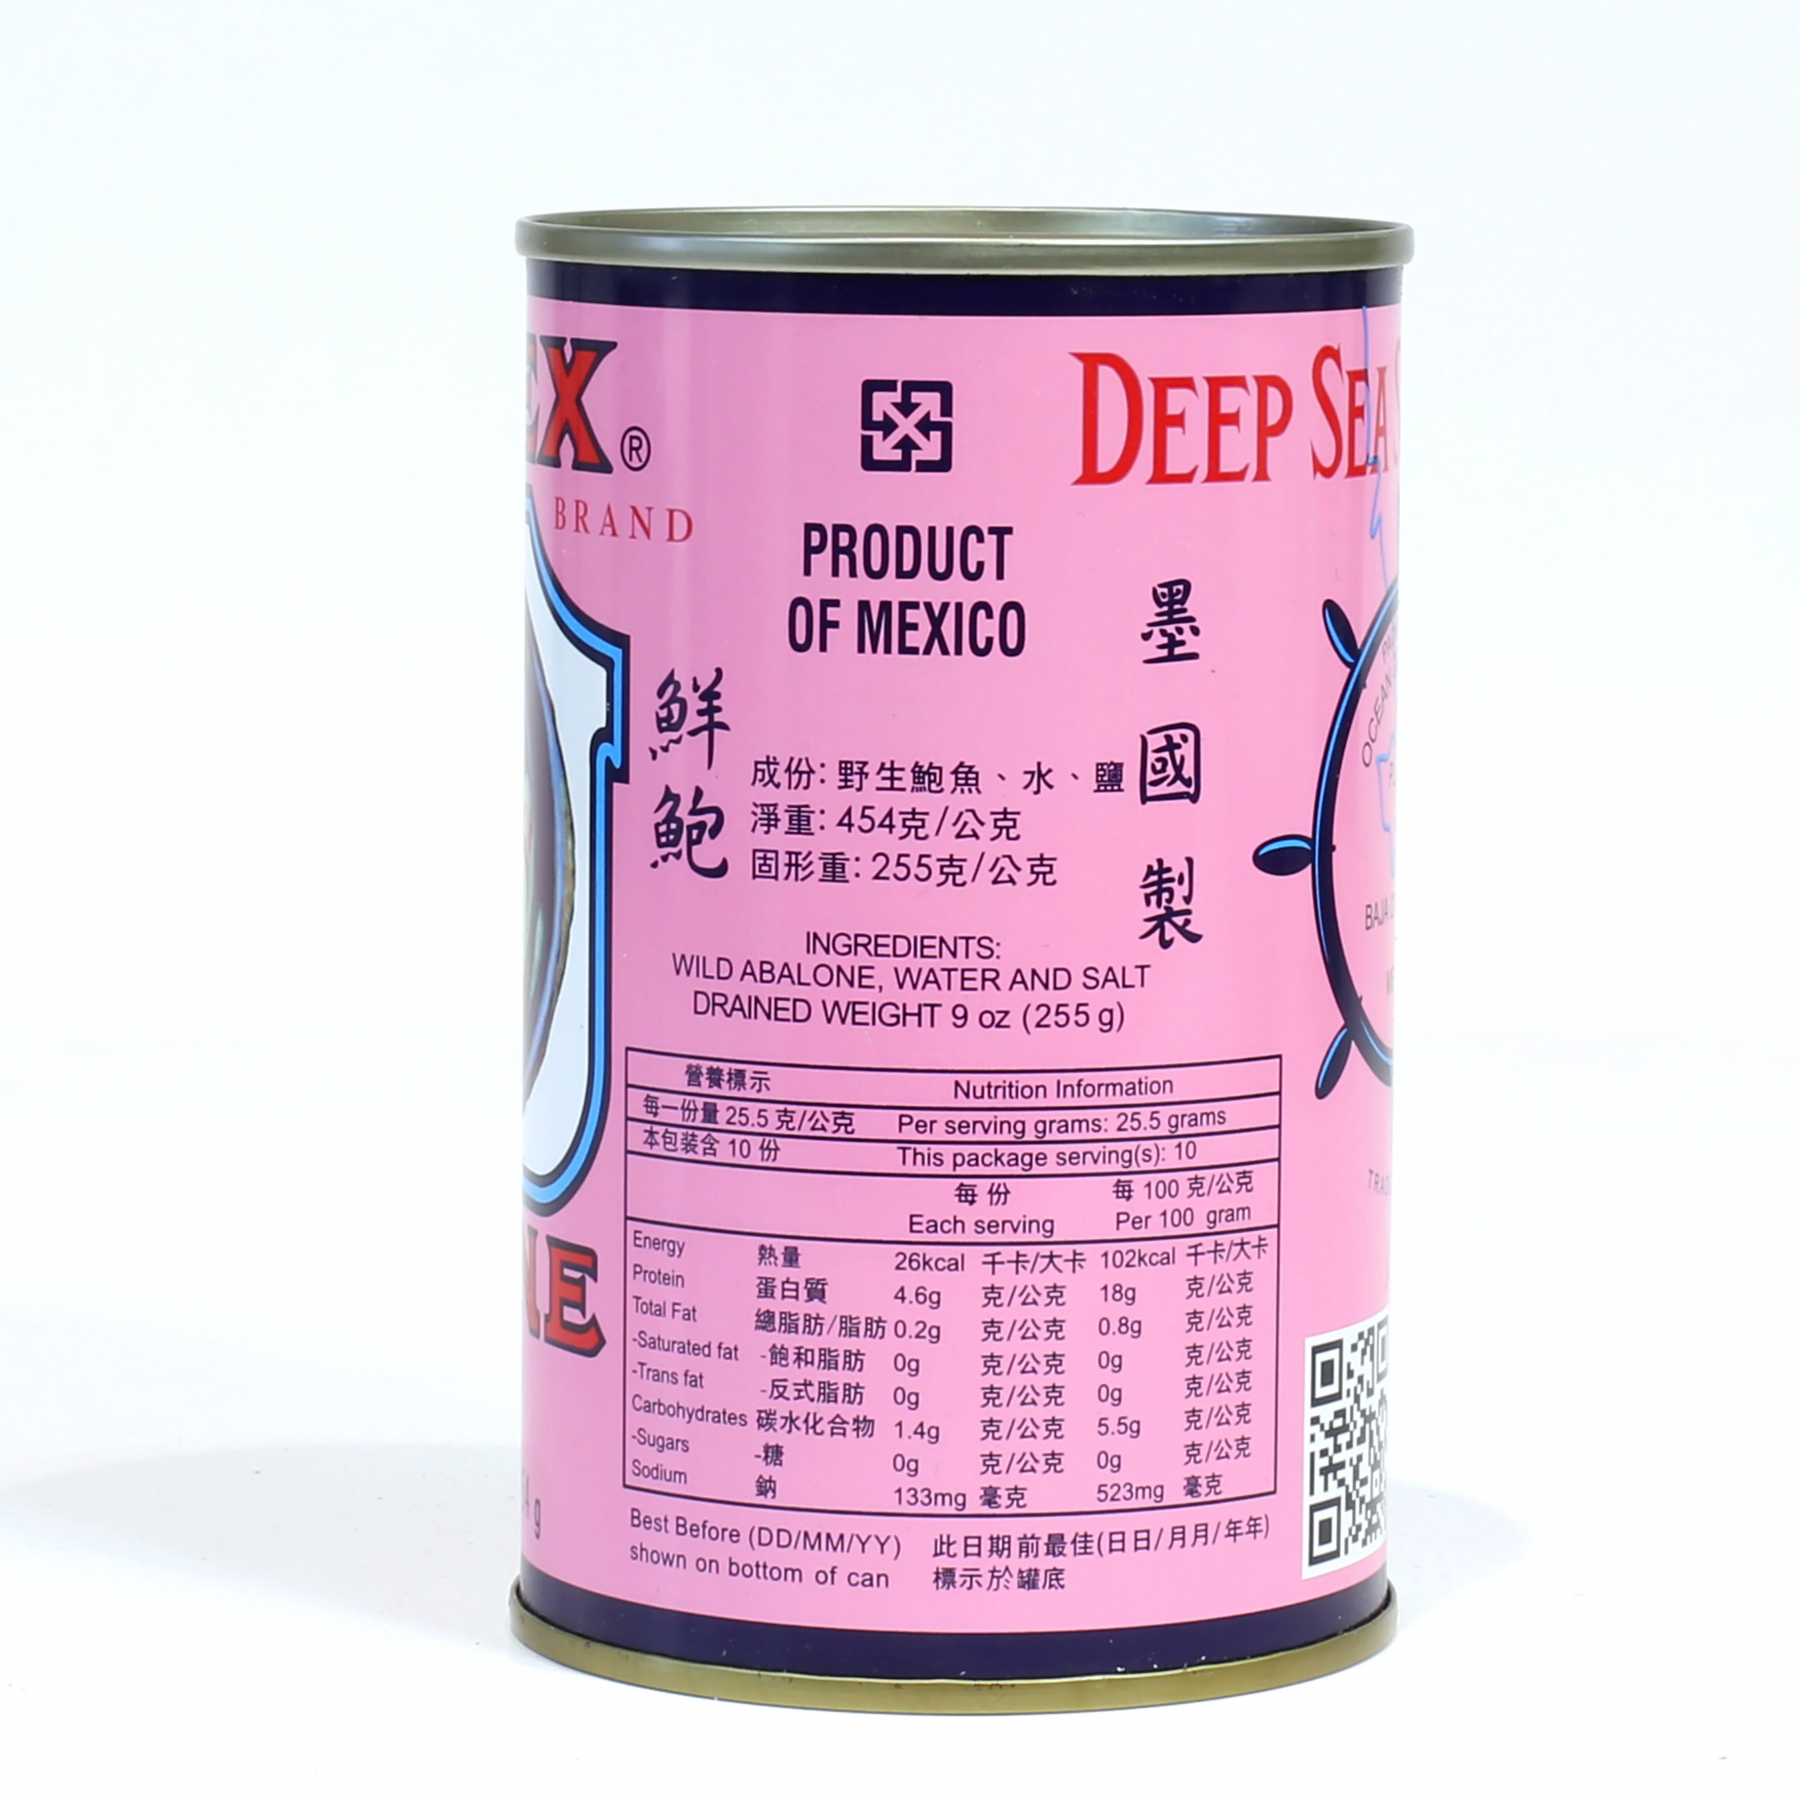 EX®
BRAND
DEEP SEA
PRODUCT
OF MEXICO
墨國製
鮮鮑
成份: 野生鮑魚、水、鹽
淨重: 454克/公克
固形重: 255克/公克
INGREDIENTS:
WILD ABALONE, WATER AND SALT
DRAINED WEIGHT 9 oz (255 g)
營養標示 Nutrition Information
每一份量 25.5 克/公克 Per serving grams: 25.5 grams
本包裝含 10 份 This package serving(s): 10
每 份 每 100 克/公克
Each serving Per 100 gram
Energy 熱量 26kcal 千卡/大卡 102kcal 千卡/大卡
Protein 蛋白質 4.6g 克/公克 18g 克/公克
Total Fat 總脂肪/脂肪 0.2g 克/公克 0.8g 克/公克
-Saturated fat -飽和脂肪 0g 克/公克 0g 克/公克
-Trans fat -反式脂肪 0g 克/公克 0g 克/公克
Carbohydrates 碳水化合物 1.4g 克/公克 5.5g 克/公克
-Sugars -糖 0g 克/公克 0g 克/公克
Sodium 鈉 133mg 毫克 523mg 毫克
Best Before (DD/MM/YY) 此日期前最佳(日日/月月/年年)
shown on bottom of can 標示於罐底
OCEAN
BAJA
NE
g